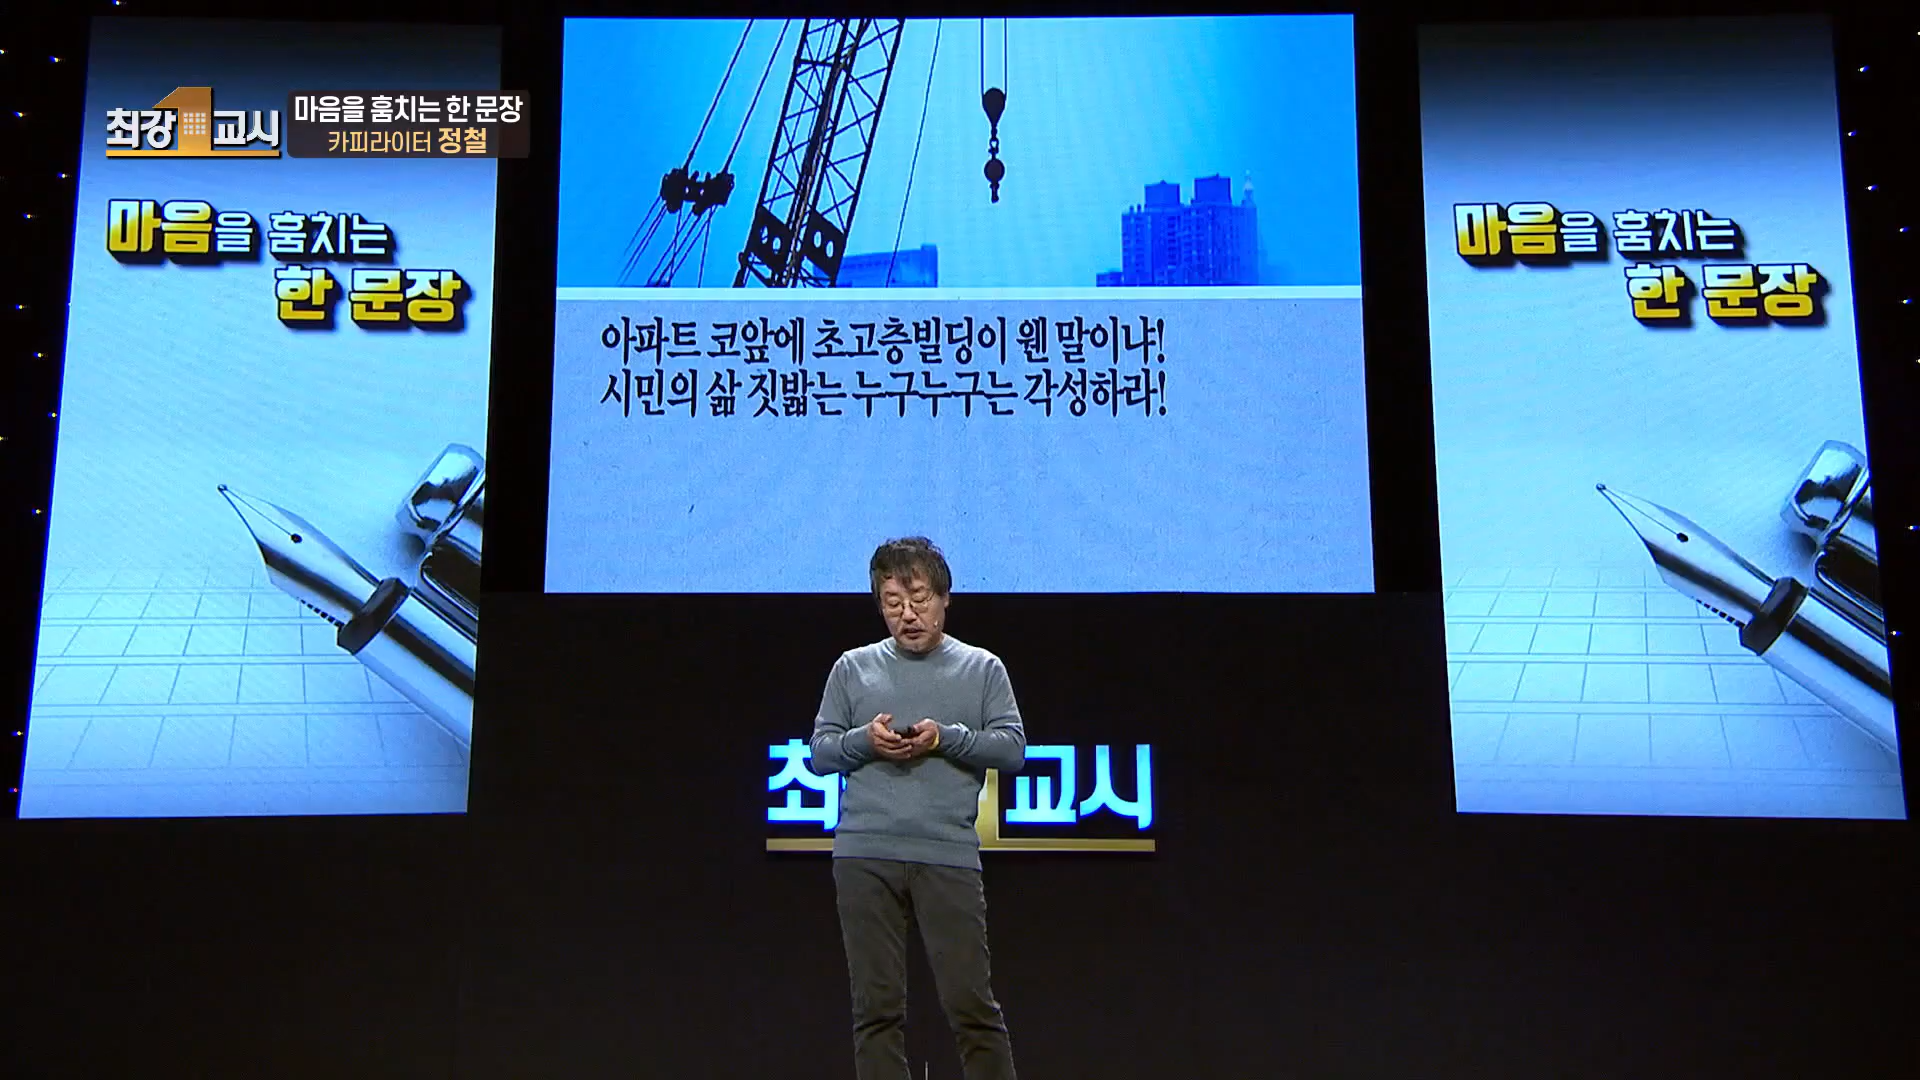 최강1교시
마음을 훔치는 한 문장
카피라이터 정철
마음을 훔치는
한 문장
아파트 코앞에 초고층빌딩이 웬 말이냐!
시민의 삶 짓밟는 누구누구는 각성하라!
마음을 훔치는
한 문장
최 교시